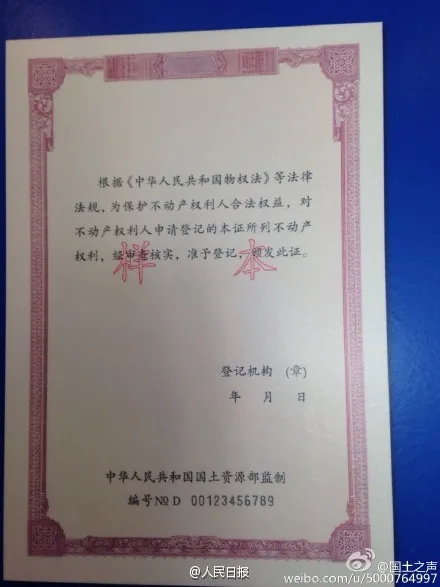 根据《中华人民共和国物权法》等法律
法规，为保护不动产权利人合法权益，对
不动产权利人申请登记的本证所列不动产
权利，经审查核实，准予登记，颁发此证。
样 本
登记机构 (章)
年 月 日
中华人民共和国国土资源部监制
编号№ D 00123456789
@人民日报
@国土之声
weibo.com/u/5000764997